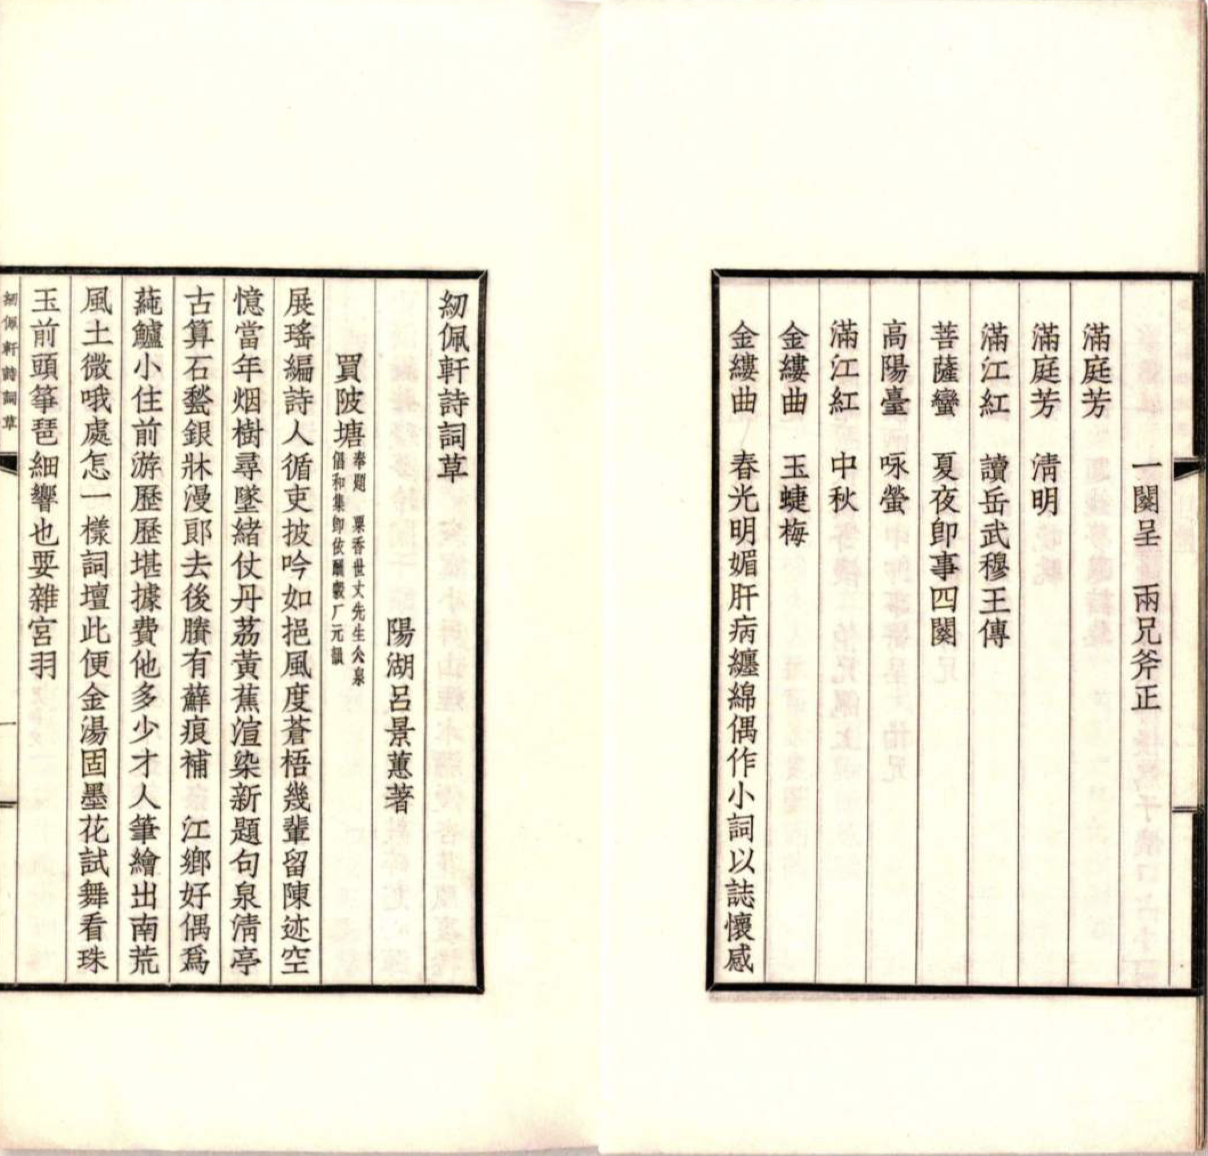 一闋呈　兩兄斧正
滿庭芳
滿庭芳　清明
滿江紅　讀岳武穆王傳
菩薩蠻　夏夜卽事四闋
高陽臺　咏螢
滿江紅　中秋
金縷曲　玉蜨梅
金縷曲　春光明媚肝病纏綿偶作小詞以誌懷感
紉佩軒詩詞草
陽湖呂景蕙著
買陂塘
奉題　粟香世丈先生公泉
倡和集卽依酬瑴厂元韻
展瑤編詩人循吏披吟如挹風度蒼梧幾輩留陳迹空
憶當年烟樹尋墜緒仗丹荔黃蕉渲染新題句泉淸亭
古算石甃銀牀漫郞去後賸有蘚痕補　江鄉好偶爲
蒓鱸小住前游歷歷堪據費他多少才人筆繪出南荒
風土微哦處怎一㨾詞壇此便金湯固墨花試舞看珠
玉前頭箏琶細響也要雜宮羽
紉佩軒詩詞草
一